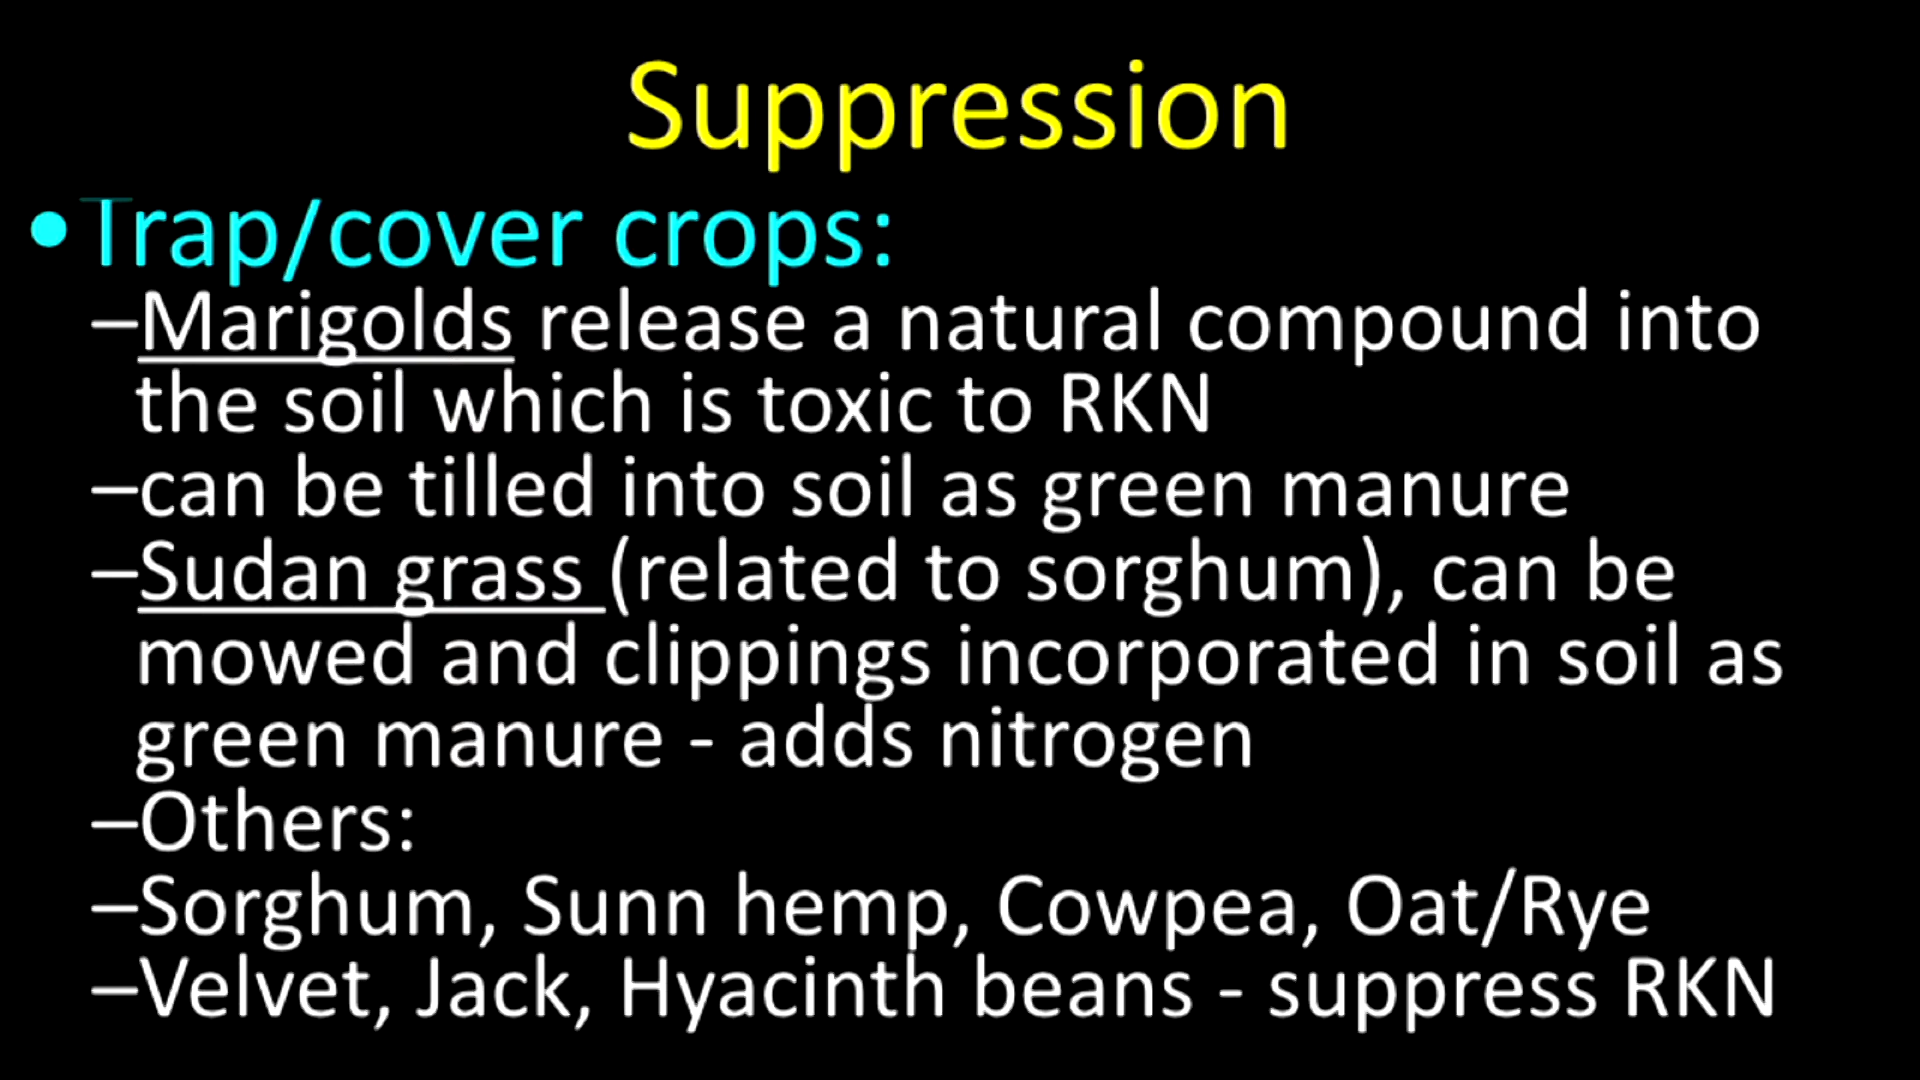 Suppression
•Trap/cover crops:
–Marigolds release a natural compound into
the soil which is toxic to RKN
–can be tilled into soil as green manure
–Sudan grass (related to sorghum), can be
mowed and clippings incorporated in soil as
green manure - adds nitrogen
–Others:
–Sorghum, Sunn hemp, Cowpea, Oat/Rye
–Velvet, Jack, Hyacinth beans - suppress RKN